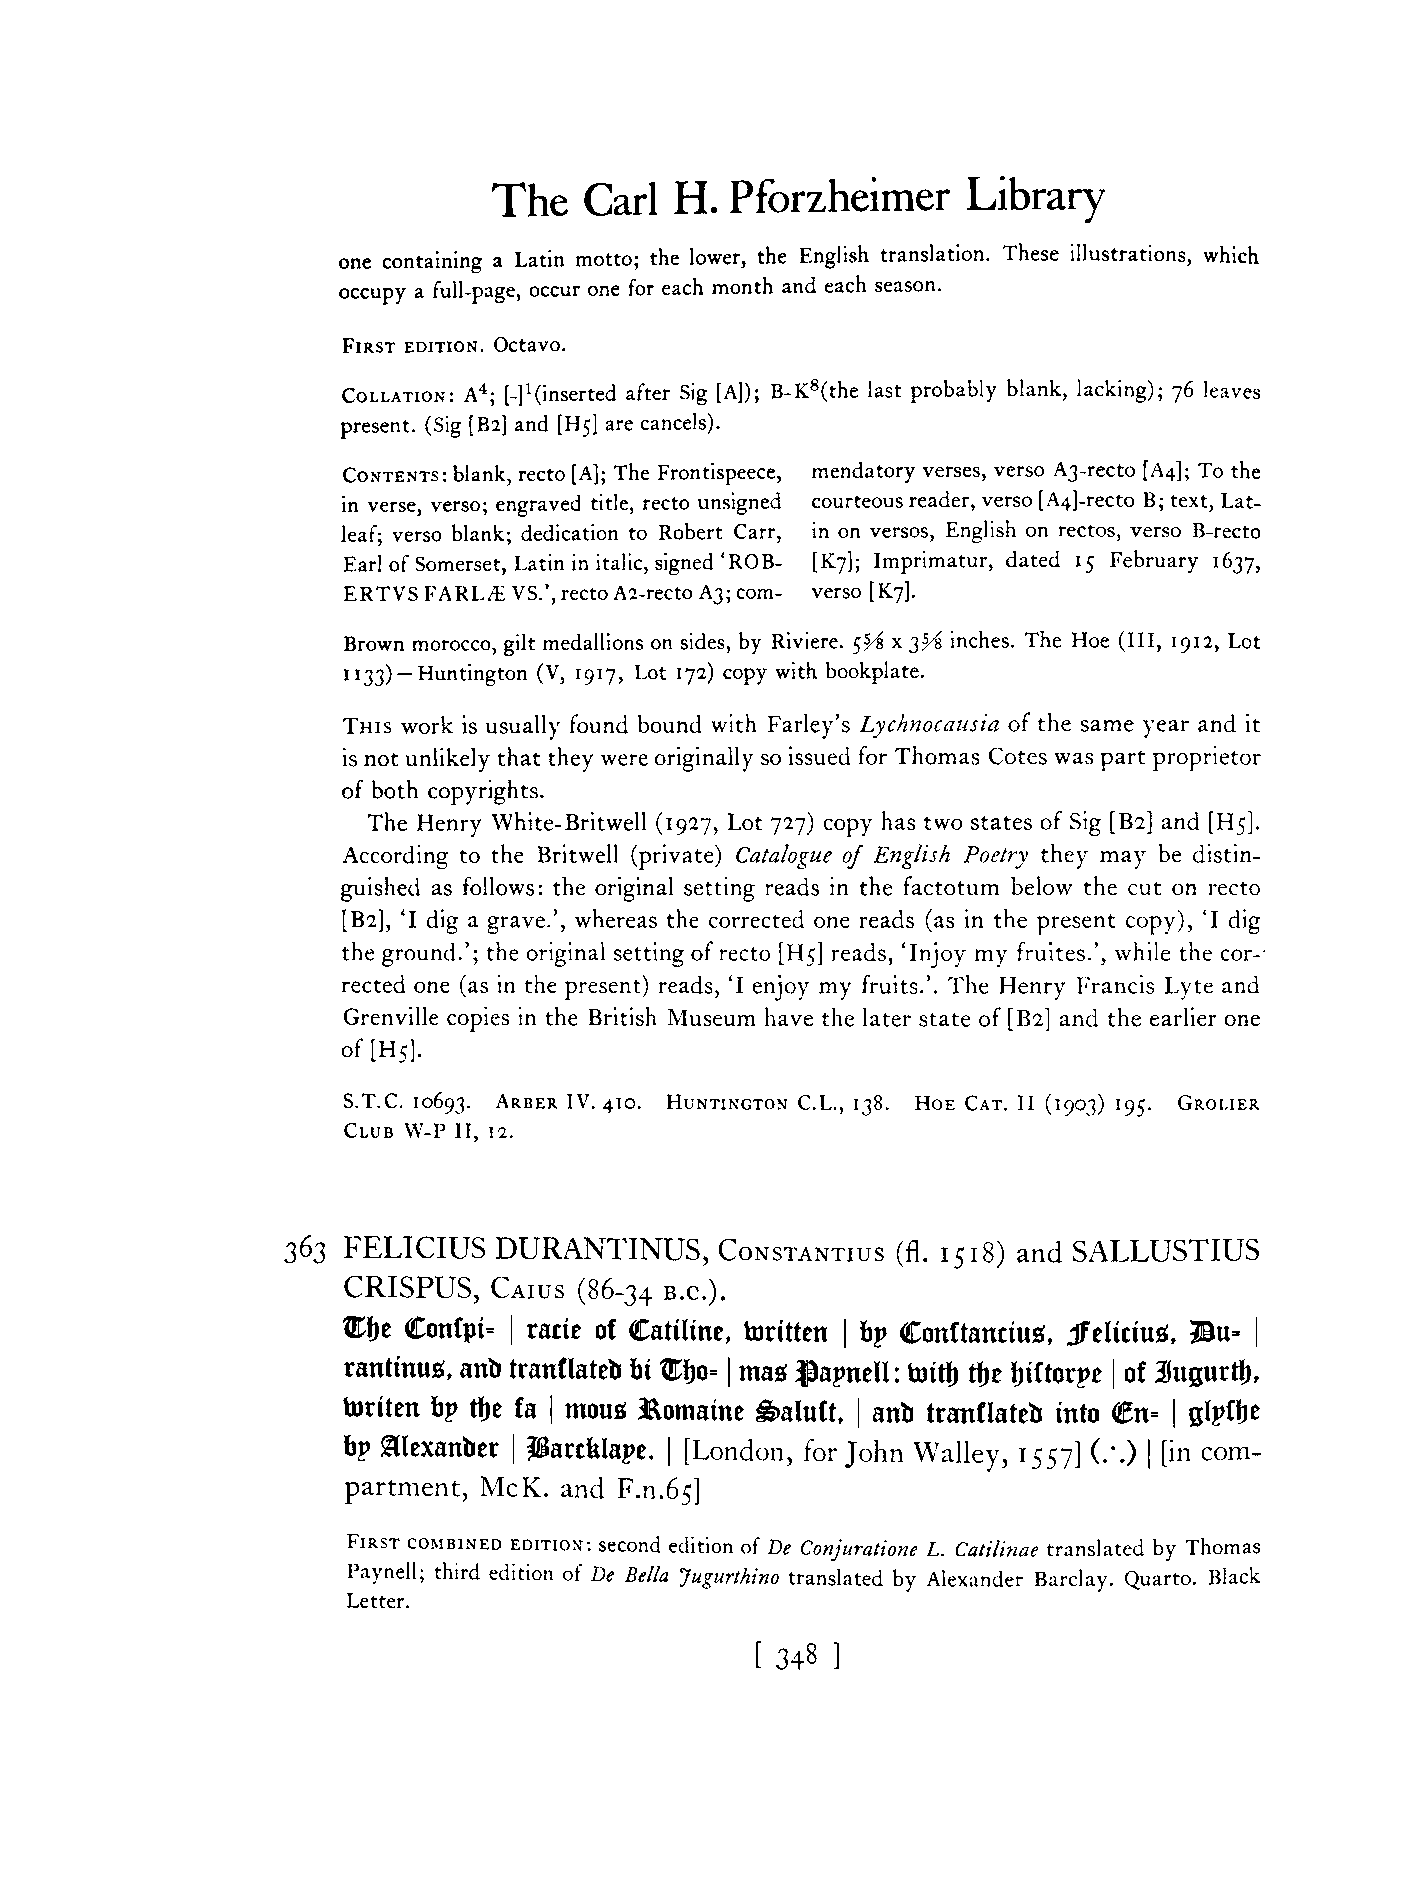 The Carl H. Pforzheimer Library
one containing a Latin motto; the lower, the English translation. These illustrations, which
occupy a full-page, occur one for each month and each season.
FIRST EDITION. Octavo.
COLLATION: A⁴; [-]¹(inserted after Sig [A]); B-K⁸(the last probably blank, lacking); 76 leaves
present. (Sig [B2] and [H5] are cancels).
CONTENTS: blank, recto [A]; The Frontispeece,
in verse, verso; engraved title, recto unsigned
leaf; verso blank; dedication to Robert Carr,
Earl of Somerset, Latin in italic, signed 'ROB-
ERTVS FARLÆVS.', recto A2-recto A3; com-
mendatory verses, verso A3-recto [A4]; To the
courteous reader, verso [A4]-recto B; text, Lat-
in on versos, English on rectos, verso B-recto
[K7]; Imprimatur, dated 15 February 1637,
verso [K7].
Brown morocco, gilt medallions on sides, by Riviere. 5⅝ x 3⅝ inches. The Hoe (III, 1912, Lot
1133)—Huntington (V, 1917, Lot 172) copy with bookplate.
THIS work is usually found bound with Farley's Lychnocausia of the same year and it
is not unlikely that they were originally so issued for Thomas Cotes was part proprietor
of both copyrights.
The Henry White-Britwell (1927, Lot 727) copy has two states of Sig [B2] and [H5].
According to the Britwell (private) Catalogue of English Poetry they may be distin-
guished as follows: the original setting reads in the factotum below the cut on recto
[B2], 'I dig a grave.', whereas the corrected one reads (as in the present copy), 'I dig
the ground.'; the original setting of recto [H5] reads, 'Injoy my fruites.', while the cor-
rected one (as in the present) reads, 'I enjoy my fruits.'. The Henry Francis Lyte and
Grenville copies in the British Museum have the later state of [B2] and the earlier one
of [H5].
S.T.C. 10693. ARBER IV. 410. HUNTINGTON C.L., 138. HOE CAT. II (1903) 195. GROLIER
CLUB W-P II, 12.
363 FELICIUS DURANTINUS, CONSTANTIUS (fl. 1518) and SALLUSTIUS
CRISPUS, CAIUS (86-34 B.C.).
The Conſpi= | racie of Catiline, written | by Conſtantius, Felicius, Du= |
rantinus, and tranſlated bi Tho= | mas Paynell: with the hiſtorye | of Iugurth,
writen by the fa | mous Romaine Saluſt, | and tranſlated into En= | glyſhe
by Alexander | Barcklaye. | [London, for John Walley, 1557] (.·.) | [in com-
partment, McK. and F.n.65]
FIRST COMBINED EDITION: second edition of De Conjuratione L. Catilinae translated by Thomas
Paynell; third edition of De Bella Jugurthino translated by Alexander Barclay. Quarto. Black
Letter.
[ 348 ]